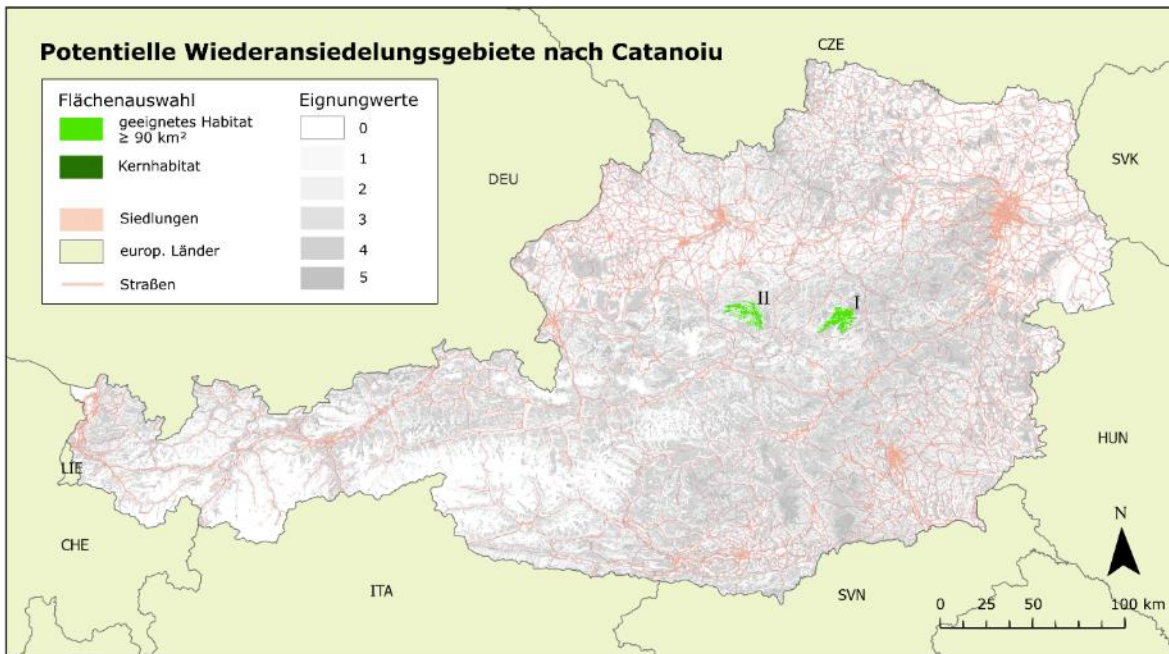 Potentielle Wiederansiedelungsgebiete nach Catanoiu
Flächenauswahl
geeignetes Habitat
≥ 90 km²
Kernhabitat
Siedlungen
europ. Länder
Straßen
Eignungwerte
0
1
2
3
4
5
CZE
DEU
SVK
II
I
HUN
LIE
CHE
ITA
SVN
N
0 25 50 100 km